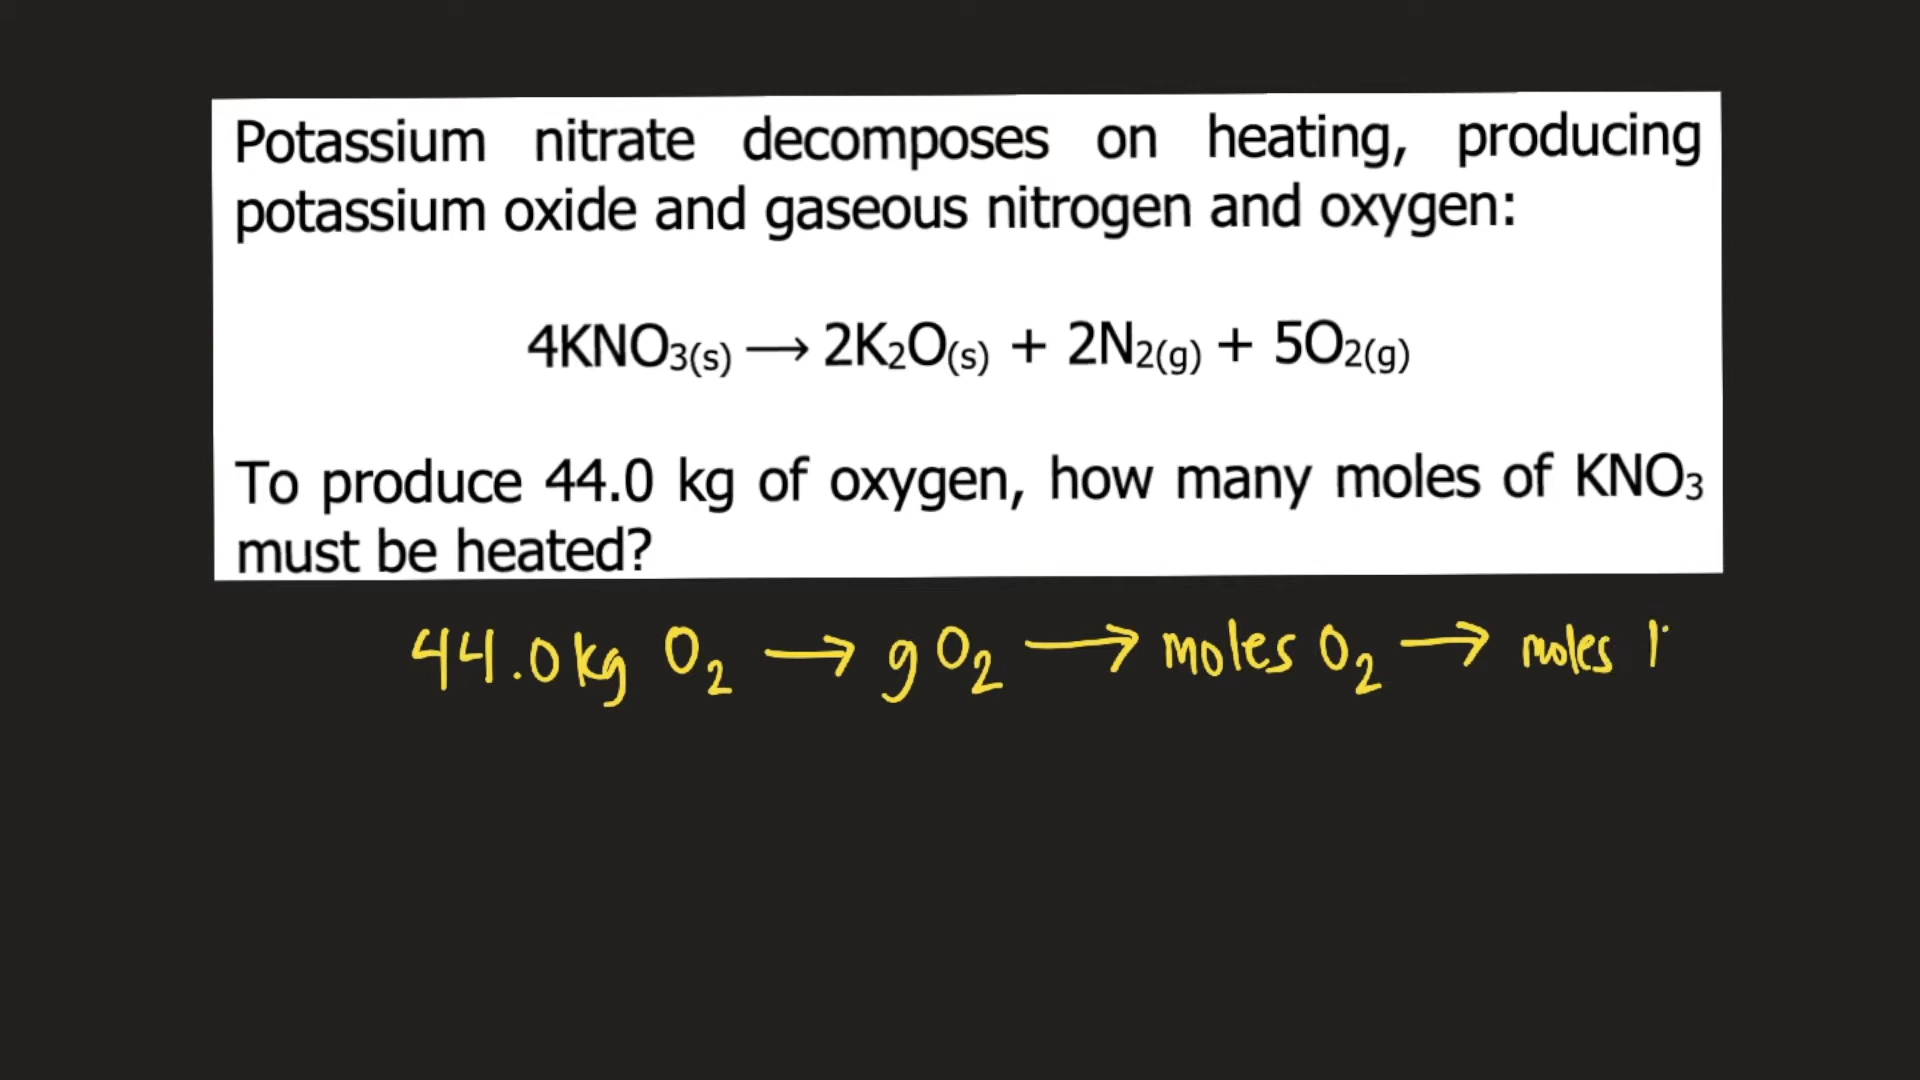 Potassium nitrate decomposes on heating, producing
potassium oxide and gaseous nitrogen and oxygen:
4KNO₃(s) ⟶ 2K₂O(s) + 2N₂(g) + 5O₂(g)
To produce 44.0 kg of oxygen, how many moles of KNO₃
must be heated?
44.0 kg O₂ → g O₂ → moles O₂ → moles